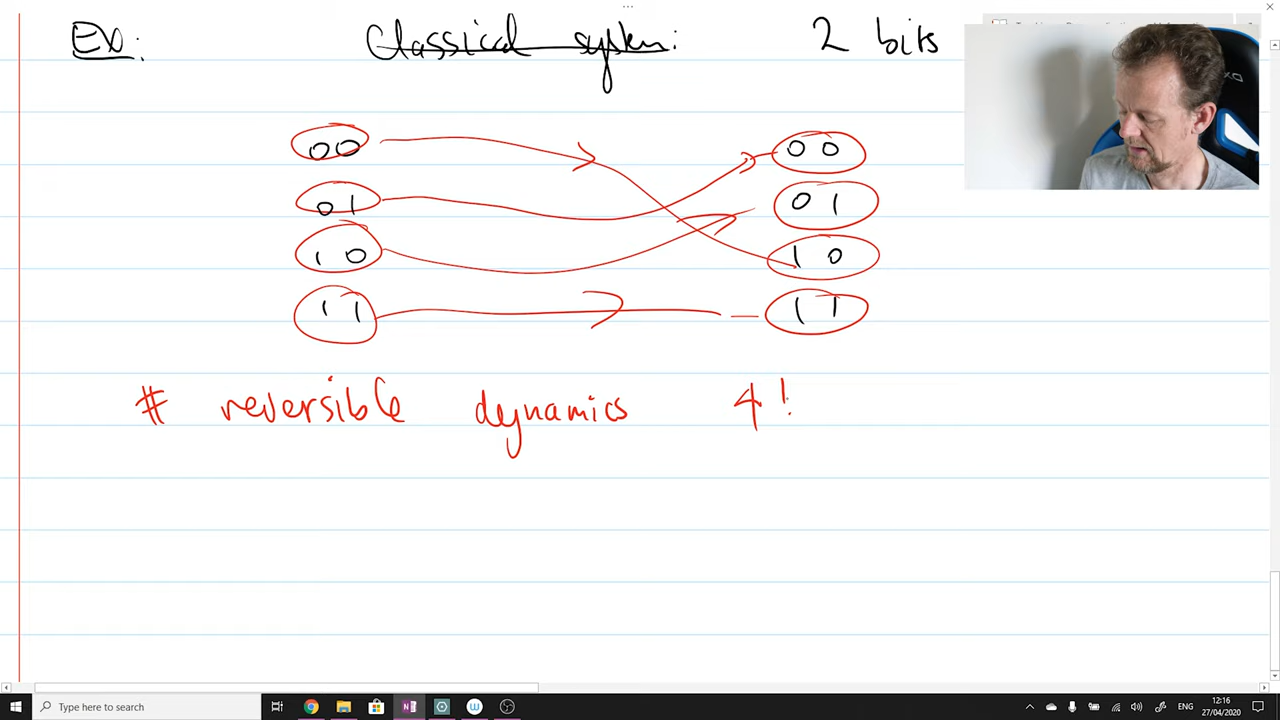 Ex: Classical system: 2 bits
00 00
01 01
10 10
11 11
# reversible dynamics 4!
Type here to search
ENG
12:16
27/04/2020